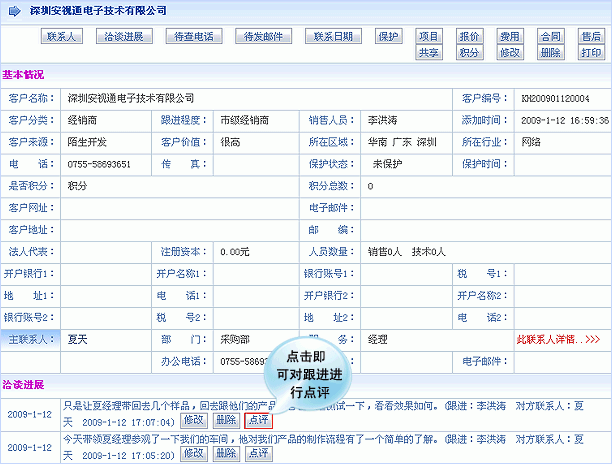 深圳安视通电子技术有限公司
联系人 洽谈进展 待查电话 待发邮件 联系日期 保护 项目 报价 费用 合同 售后
共享 积分 修改 删除 打印
基本情况
客户名称： 深圳安视通电子技术有限公司 客户编号： KH200901120004
客户分类： 经销商 跟进程度： 市级经销商 销售人员： 李洪涛 添加时间： 2009-1-12 16:59:36
客户来源： 陌生开发 客户价值： 很高 所在区域： 华南 广东 深圳 所在行业： 网络
电 话： 0755-58693651 传 真： 保护状态： 未保护 保护时间：
是否积分： 积分 积分总数： 0
客户网址： 电子邮件：
客户地址： 邮 编：
法人代表： 注册资本： 0.00元 人员数量： 销售0人 技术0人
开户银行1： 开户名称1： 银行账号1： 税 号1：
地 址1： 电 话1： 开户银行2： 开户名称2：
银行账号2： 税 号2： 地 址2： 电 话2：
主联系人： 夏天 部 门： 采购部 务： 经理 此联系人详情..>>>
办公电话： 0755-5869 电子邮件：
点击即
可对跟进进
行点评
洽谈进展
2009-1-12 只是让夏经理带回去几个样品，回去跟他们的产品 测试一下，看看效果如何。(跟进：李洪涛 对方联系人：夏
天 2009-1-12 17:07:04) 修改 删除 点评
2009-1-12 今天带领夏经理参观了一下我们的车间，他对我们产品的制作流程有了一个简单的了解。(跟进：李洪涛 对方联系人：夏
天 2009-1-12 17:05:20) 修改 删除 点评